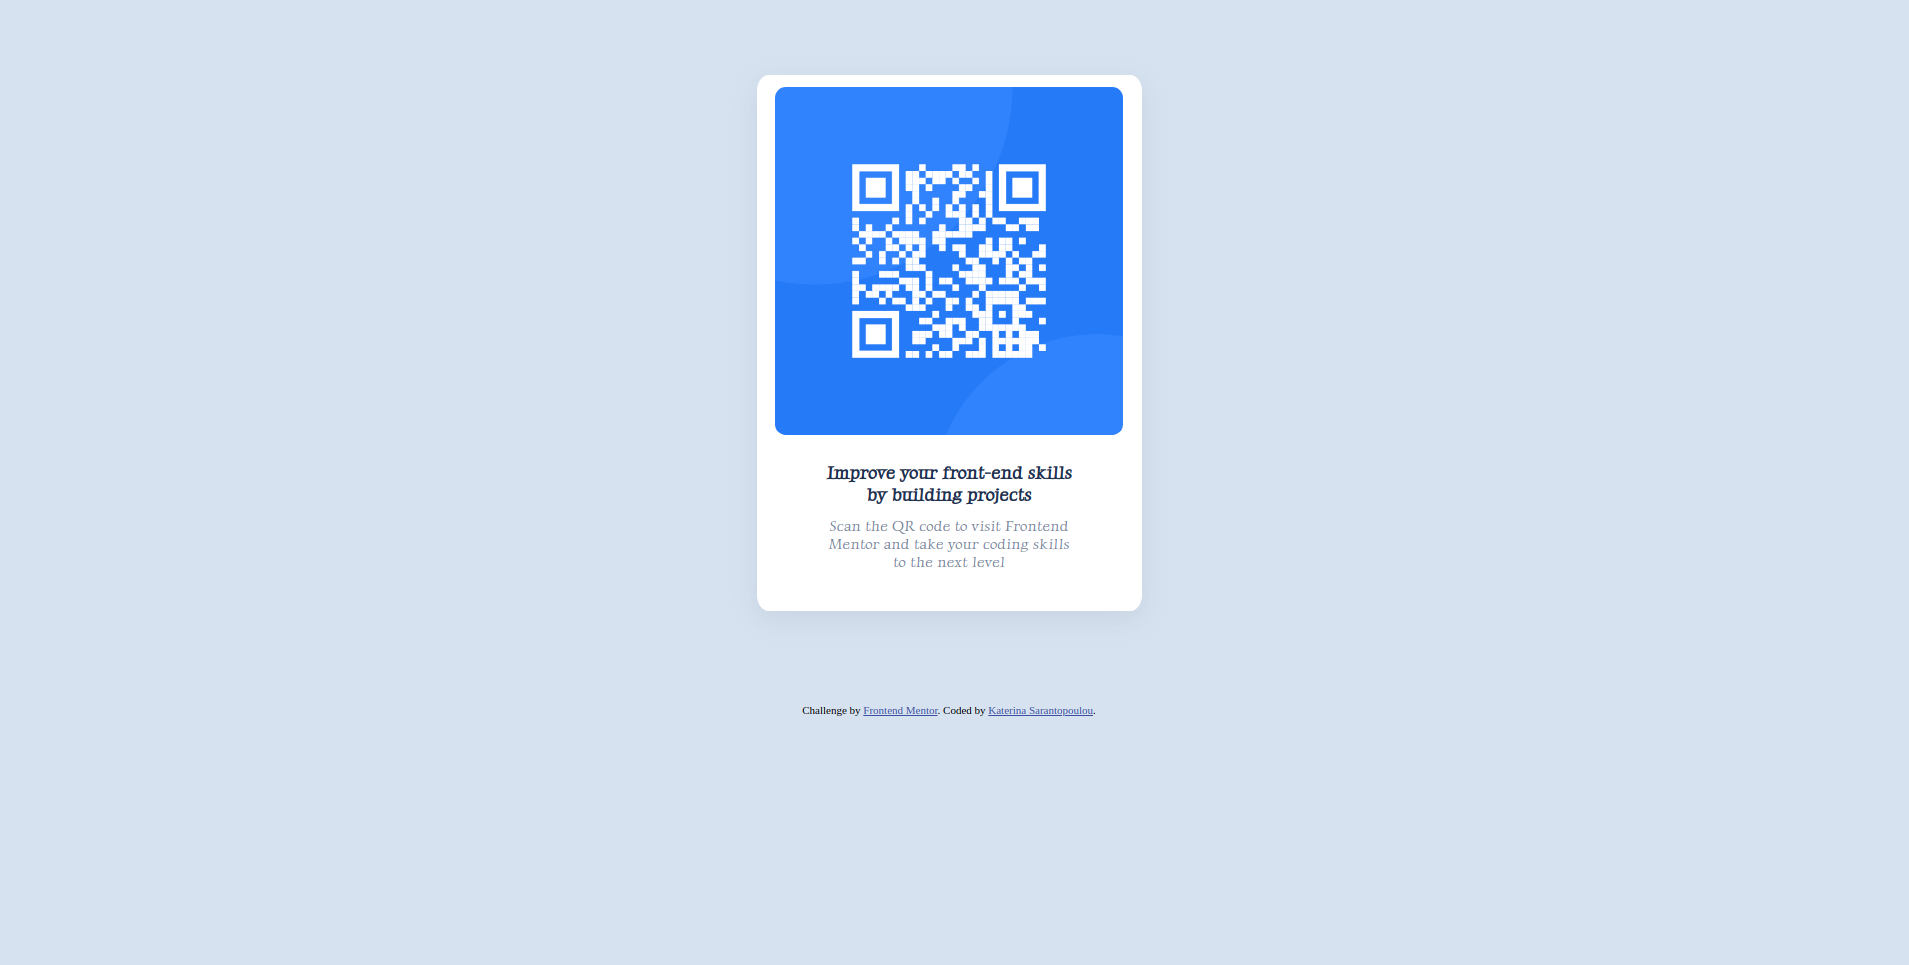 Improve your front-end skills
by building projects
Scan the QR code to visit Frontend
Mentor and take your coding skills
to the next level
Challenge by Frontend Mentor. Coded by Katerina Sarantopoulou.